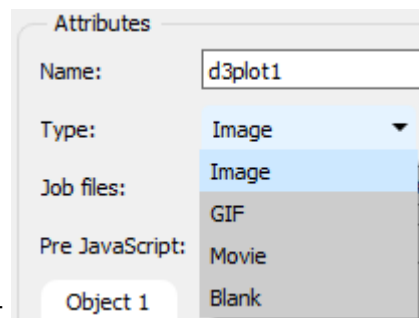 Attributes
Name: d3plot1
Type: Image
Image
Job files:
GIF
Pre JavaScript:
Movie
Object 1
Blank